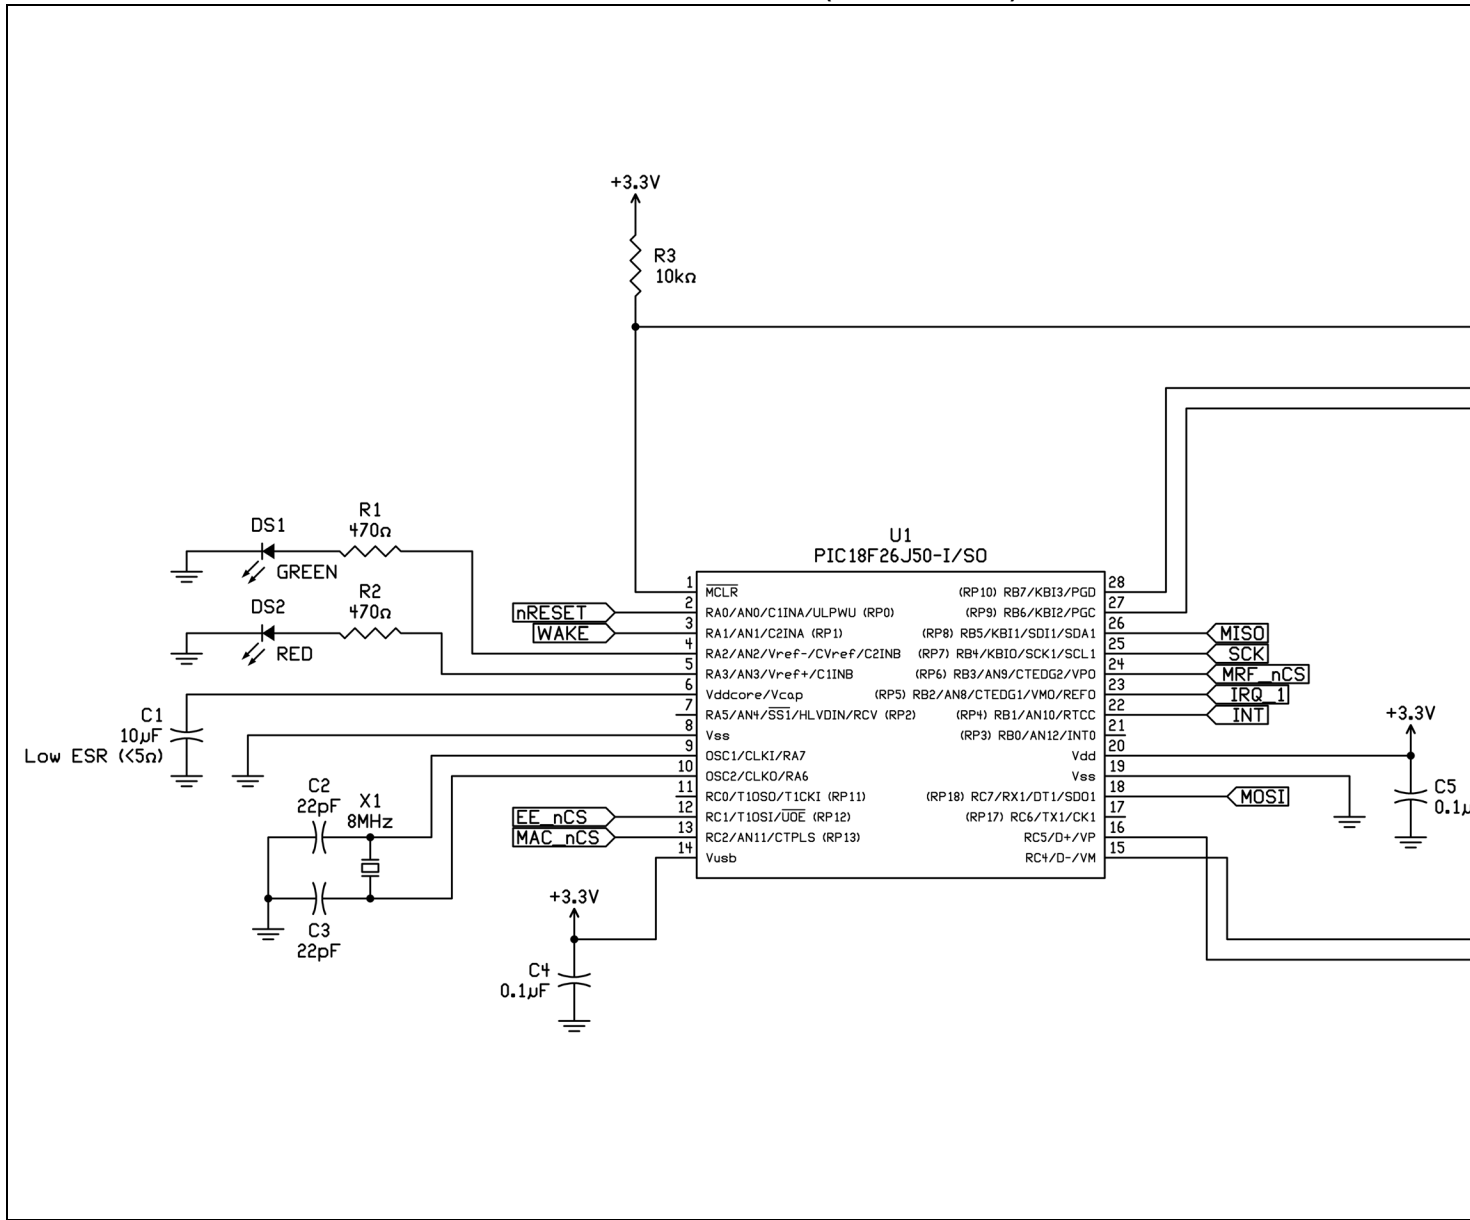 +3.3V
R3
10kΩ
R1
470Ω
DS1
GREEN
R2
470Ω
DS2
RED
U1
PIC18F26J50-I/SO
1 MCLR
2 RA0/AN0/C1INA/ULPWU (RP0)
3 RA1/AN1/C2INA (RP1)
4 RA2/AN2/Vref-/CVref/C2INB
5 RA3/AN3/Vref+/C1INB
6 Vddcore/Vcap
7 RA5/AN4/SS1/HLVDIN/RCV (RP2)
8 Vss
9 OSC1/CLKI/RA7
10 OSC2/CLKO/RA6
11 RC0/T1OSO/T1CKI (RP11)
12 RC1/T1OSI/UOE (RP12)
13 RC2/AN11/CTPLS (RP13)
14 Vusb
(RP10) RB7/KBI3/PGD 28
(RP9) RB6/KBI2/PGC 27
(RP8) RB5/KBI1/SDI1/SDA1 26
(RP7) RB4/KBI0/SCK1/SCL1 25
(RP6) RB3/AN9/CTEDG2/VPO 24
(RP5) RB2/AN8/CTEDG1/VMO/REFO 23
(RP4) RB1/AN10/RTCC 22
(RP3) RB0/AN12/INT0 21
Vdd 20
Vss 19
(RP18) RC7/RX1/DT1/SDO1 18
(RP17) RC6/TX1/CK1 17
RC5/D+/VP 16
RC4/D-/VM 15
nRESET
WAKE
EE_nCS
MAC_nCS
MISO
SCK
MRF_nCS
IRQ_1
INT
MOSI
C1
10µF
Low ESR (<5Ω)
C2
22pF
X1
8MHz
C3
22pF
+3.3V
C4
0.1µF
+3.3V
C5
0.1µ